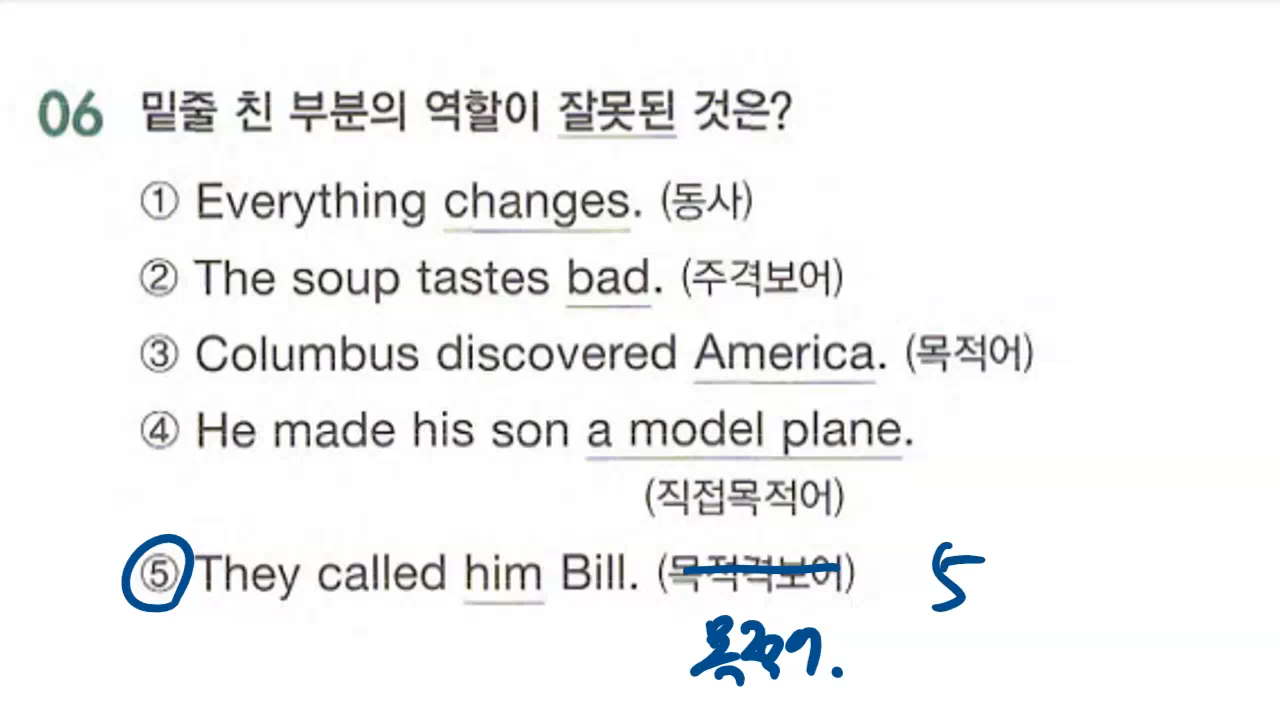 06 밑줄 친 부분의 역할이 잘못된 것은?
① Everything changes. (동사)
② The soup tastes bad. (주격보어)
③ Columbus discovered America. (목적어)
④ He made his son a model plane.
(직접목적어)
⑤ They called him Bill. (목적격보어) 5
목적어.